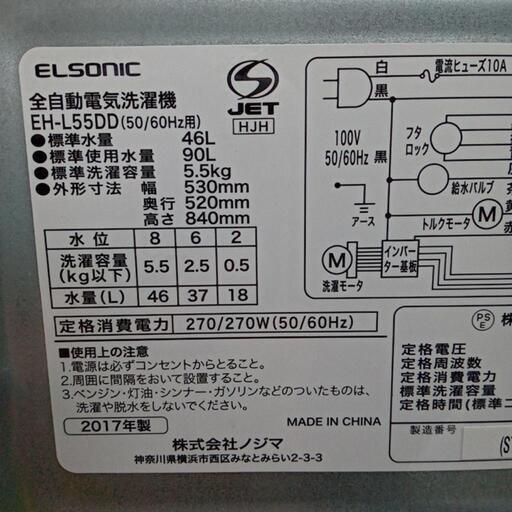 ELSONIC
全自動電気洗濯機
EH-L55DD(50/60Hz用)
S JET
HJH
●標準水量 46L
●標準使用水量 90L
●標準洗濯容量 5.5kg
●外形寸法 幅 530mm
奥行 520mm
高さ 840mm
水位 8 6 2
洗濯容量(kg以下) 5.5 2.5 0.5
水量(L) 46 37 18
定格消費電力 270/270W(50/60Hz)
■使用上の注意
1.電源は必ずコンセントからとること。
2.周囲に間隔をおいて設置すること。
3.ベンジン・灯油・シンナー・ガソリンなどのついたものは、
洗濯や脱水をしないでください。
2017年製
MADE IN CHINA
株式会社ノジマ
神奈川県横浜市西区みなとみらい2-3-3
白
電流ヒューズ10A
黒
100V
50/60Hz
黒
フタロック
給水バルブ
アース
トルクモータ
M
黄
赤
M
洗濯モータ
インバーター基板
PS
E
株
定格電圧
定格周波数
定格消費電力
標準洗濯容量
定格時間(標準コ
製造番号
(S